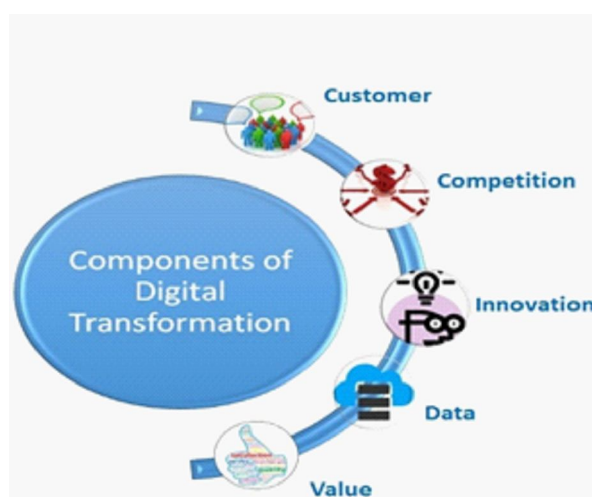 Customer
Competition
Components of
Digital
Transformation
Innovation
Data
Value